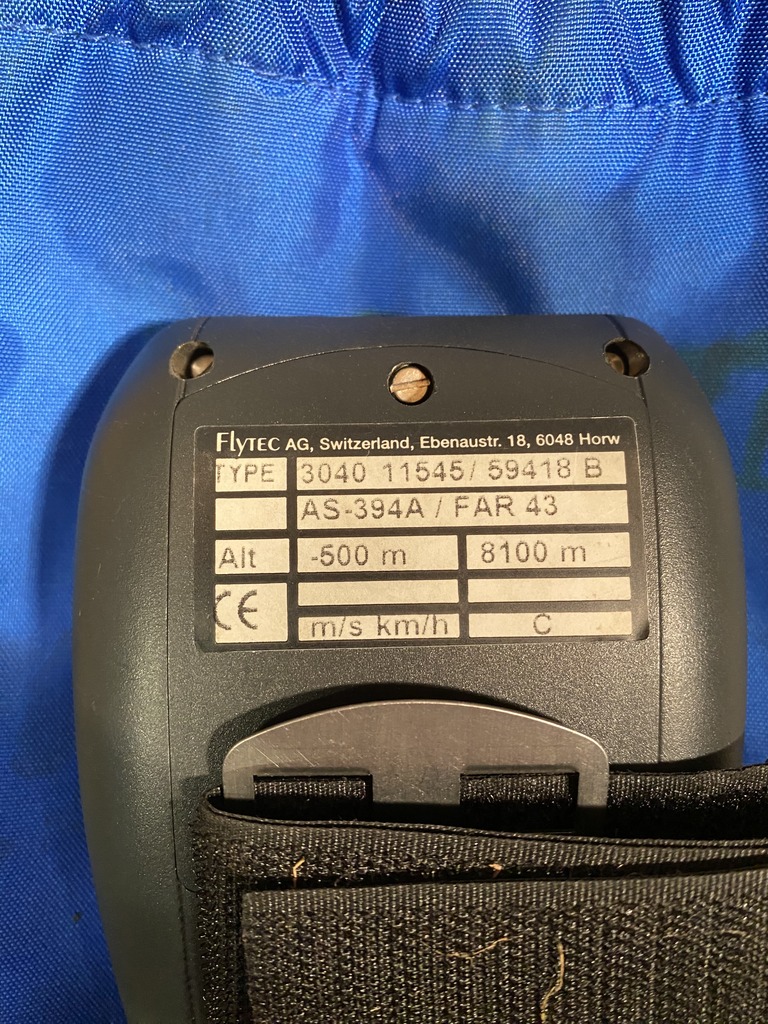 FLYTEC AG, Switzerland, Ebenaustr. 18, 6048 Horw
TYPE 3040 11545/ 59418 B
AS-394A / FAR 43
Alt -500 m 8100 m
CE
m/s km/h C